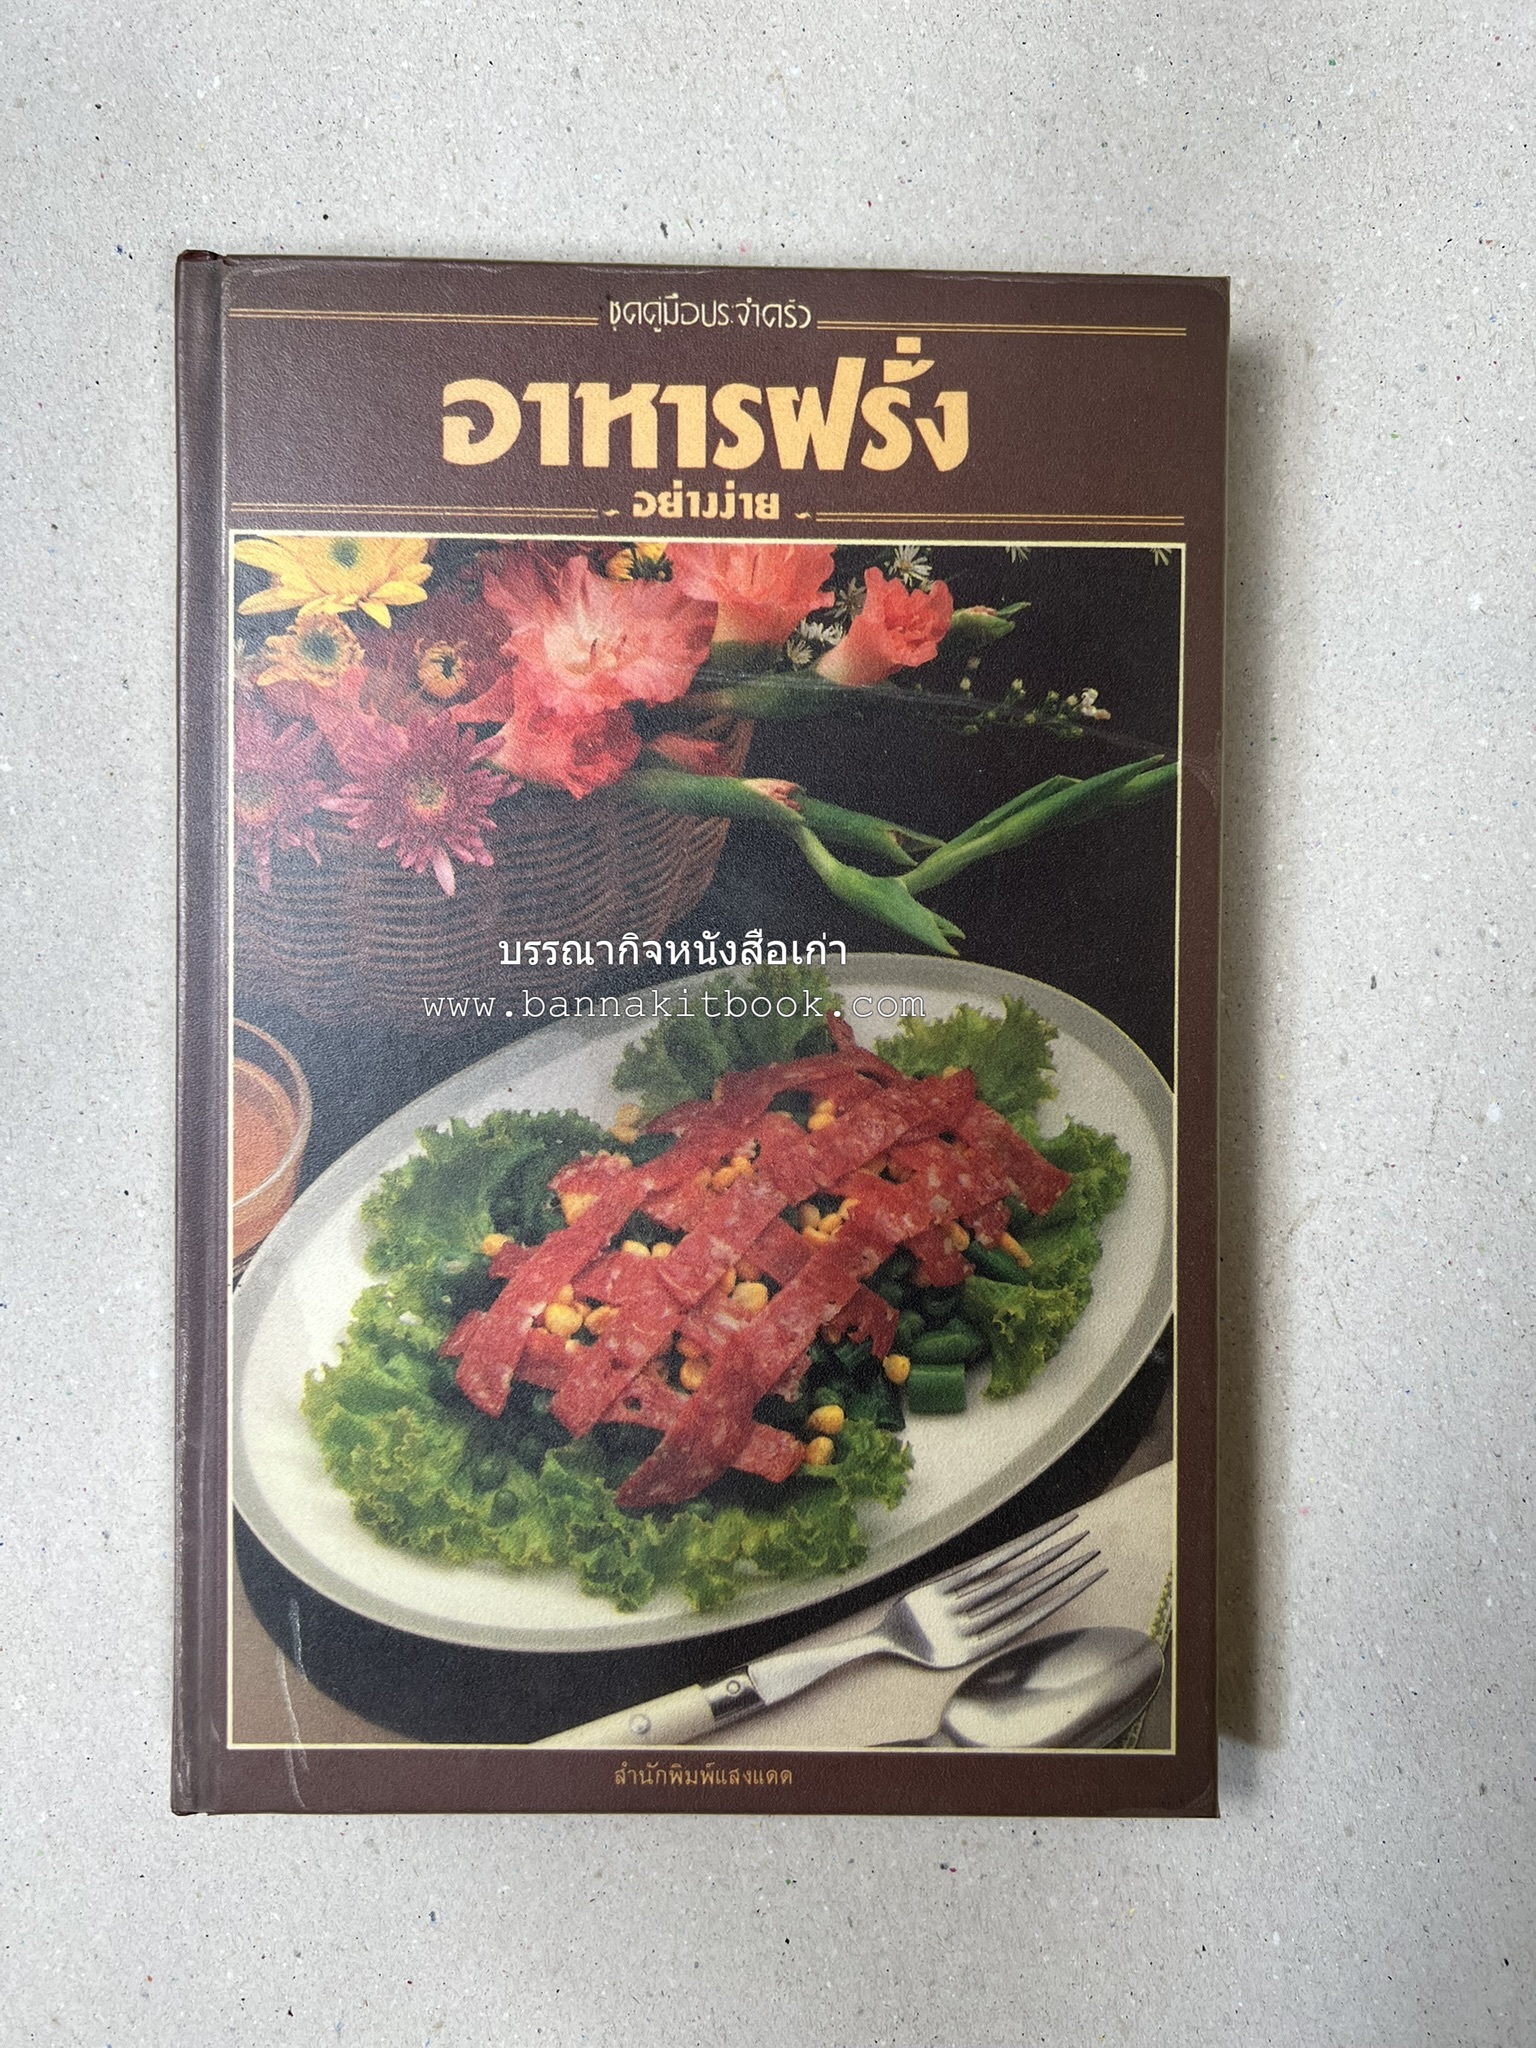 ชุดคู่มือประจำครัว
อาหารฝรั่ง
อย่างง่าย
บรรณากิจหนังสือเก่า
www.bannakitbook.com
สำนักพิมพ์แสงแดด